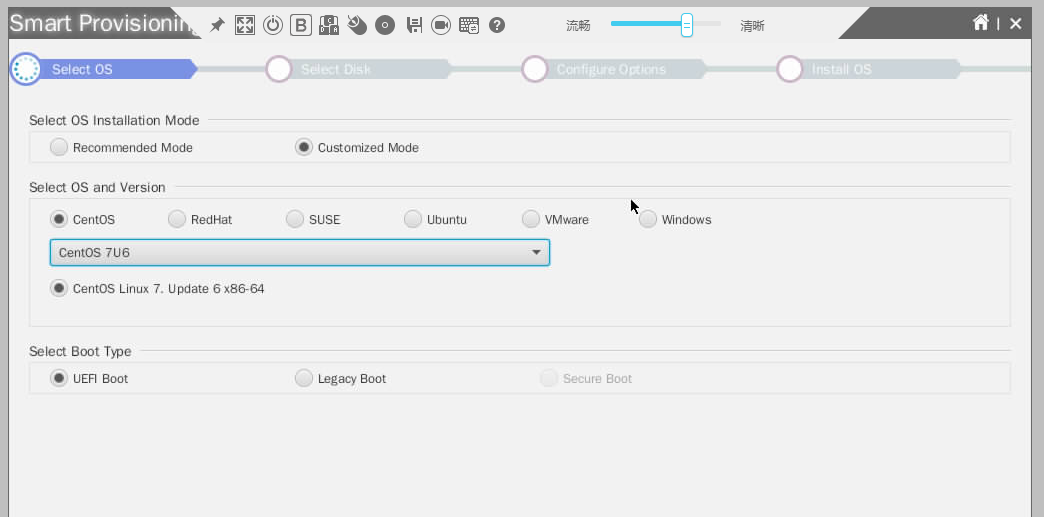 Smart Provisioning
流畅 清晰
Select OS Select Disk Configure Options Install OS
Select OS Installation Mode
Recommended Mode Customized Mode
Select OS and Version
CentOS RedHat SUSE Ubuntu VMware Windows
CentOS 7U6
CentOS Linux 7. Update 6 x86-64
Select Boot Type
UEFI Boot Legacy Boot Secure Boot